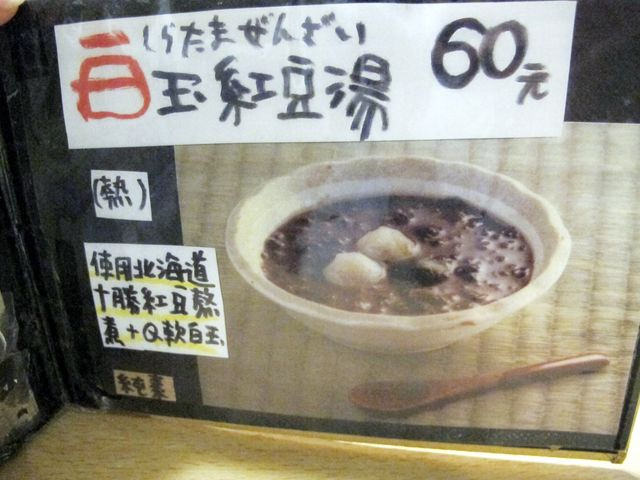 しらたまぜんざい
白玉紅豆湯 60元
(熱)
使用北海道
十勝紅豆熬
煮+Q軟白玉
純素